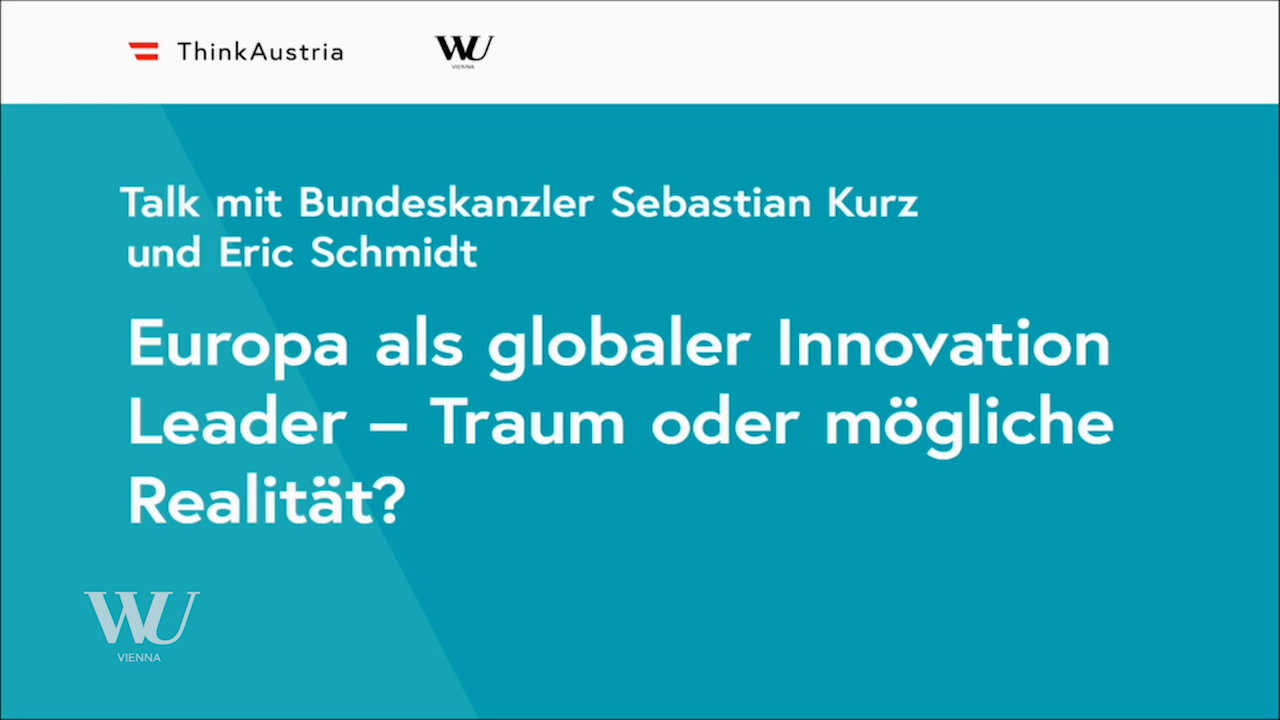 ThinkAustria
WU
VIENNA
Talk mit Bundeskanzler Sebastian Kurz
und Eric Schmidt
Europa als globaler Innovation
Leader – Traum oder mögliche
Realität?
WU
VIENNA